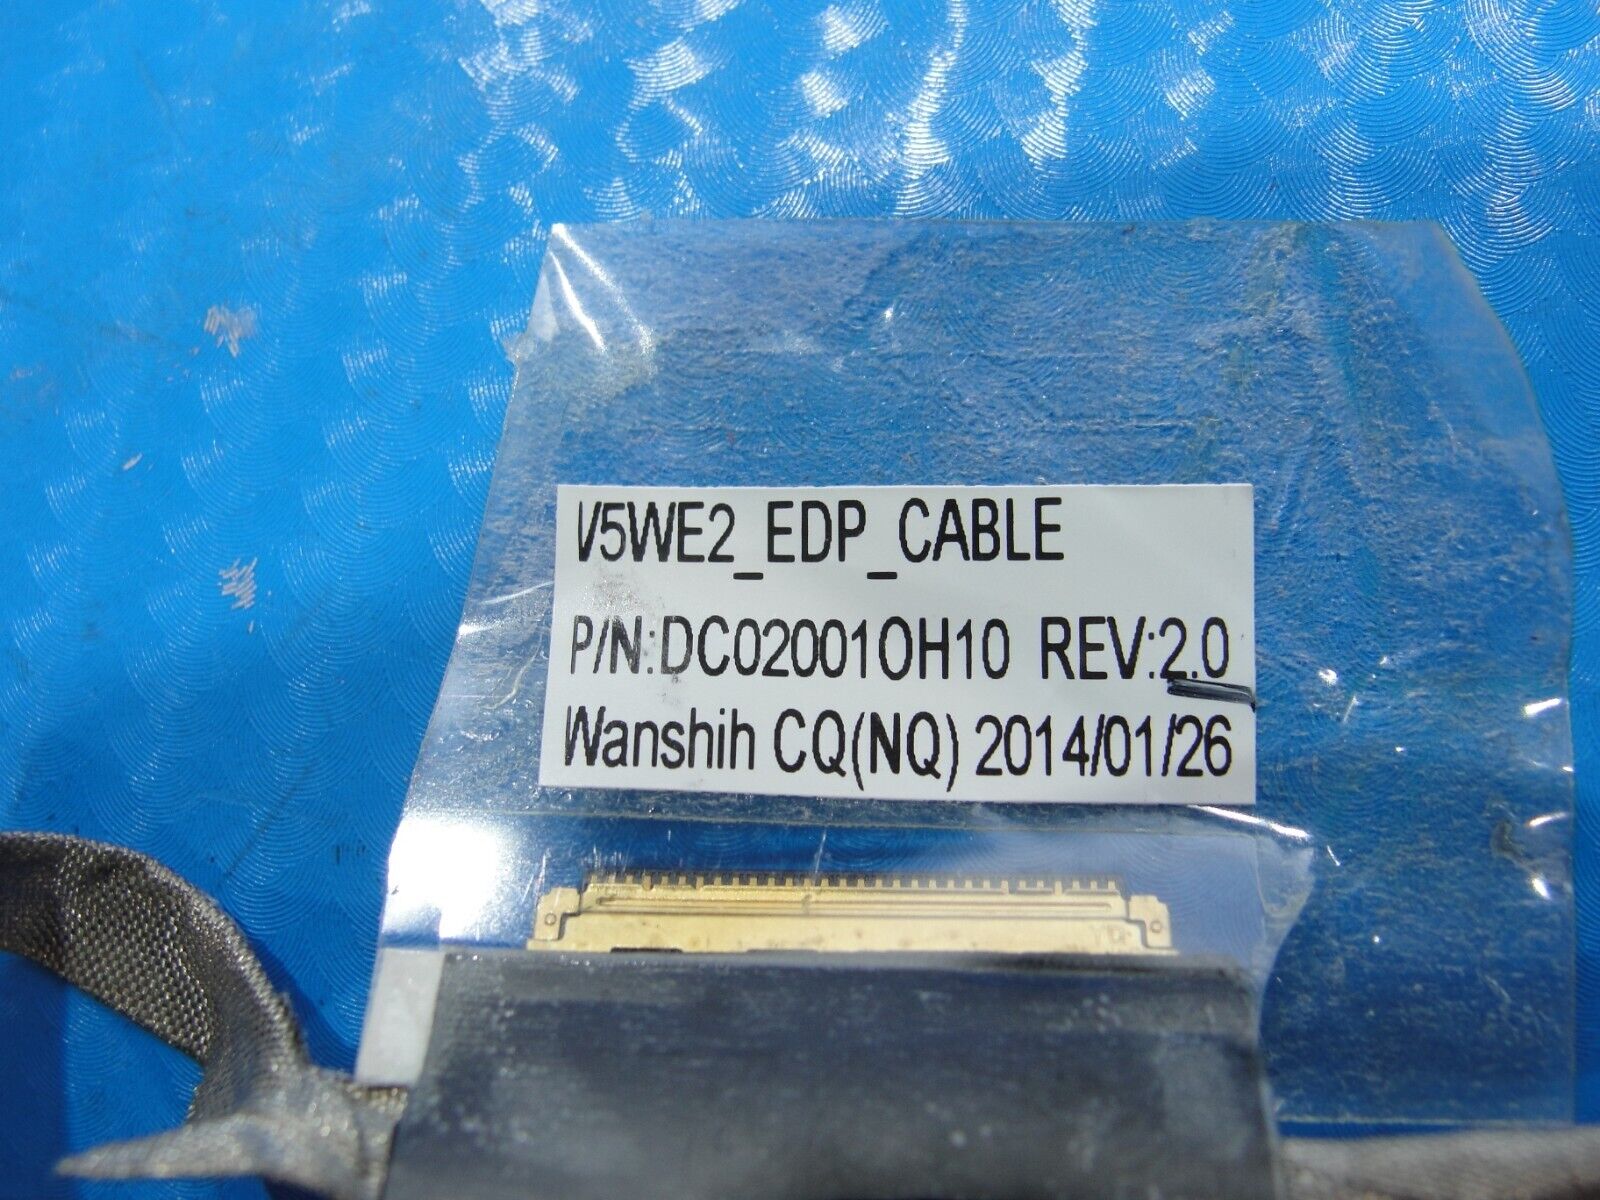 V5WE2_EDP_CABLE
P/N:DC02001OH10 REV:2.0
Wanshih CQ(NQ) 2014/01/26